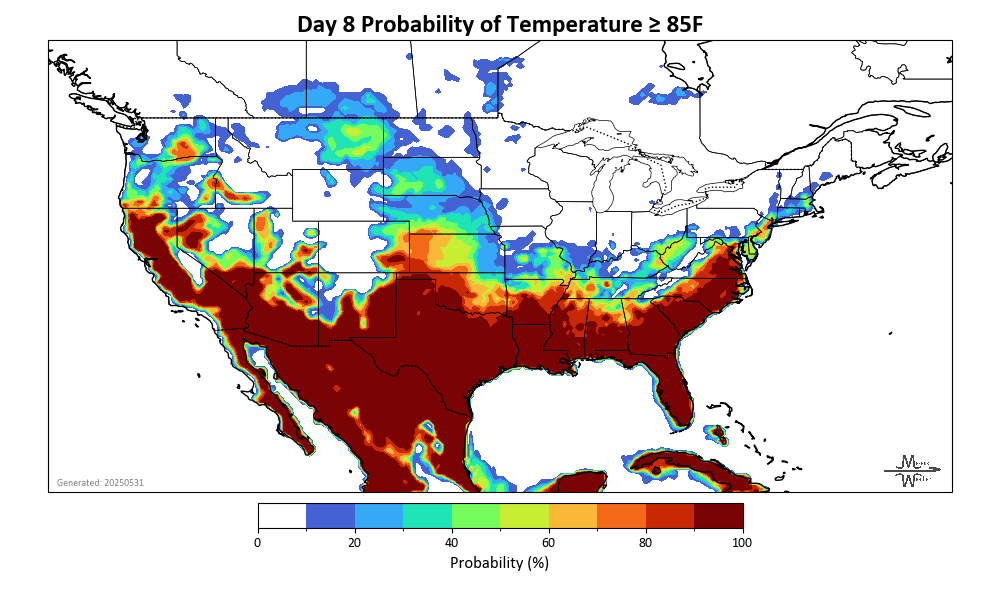 Day 8 Probability of Temperature ≥ 85F
Generated: 20250531
0 20 40 60 80 100
Probability (%)